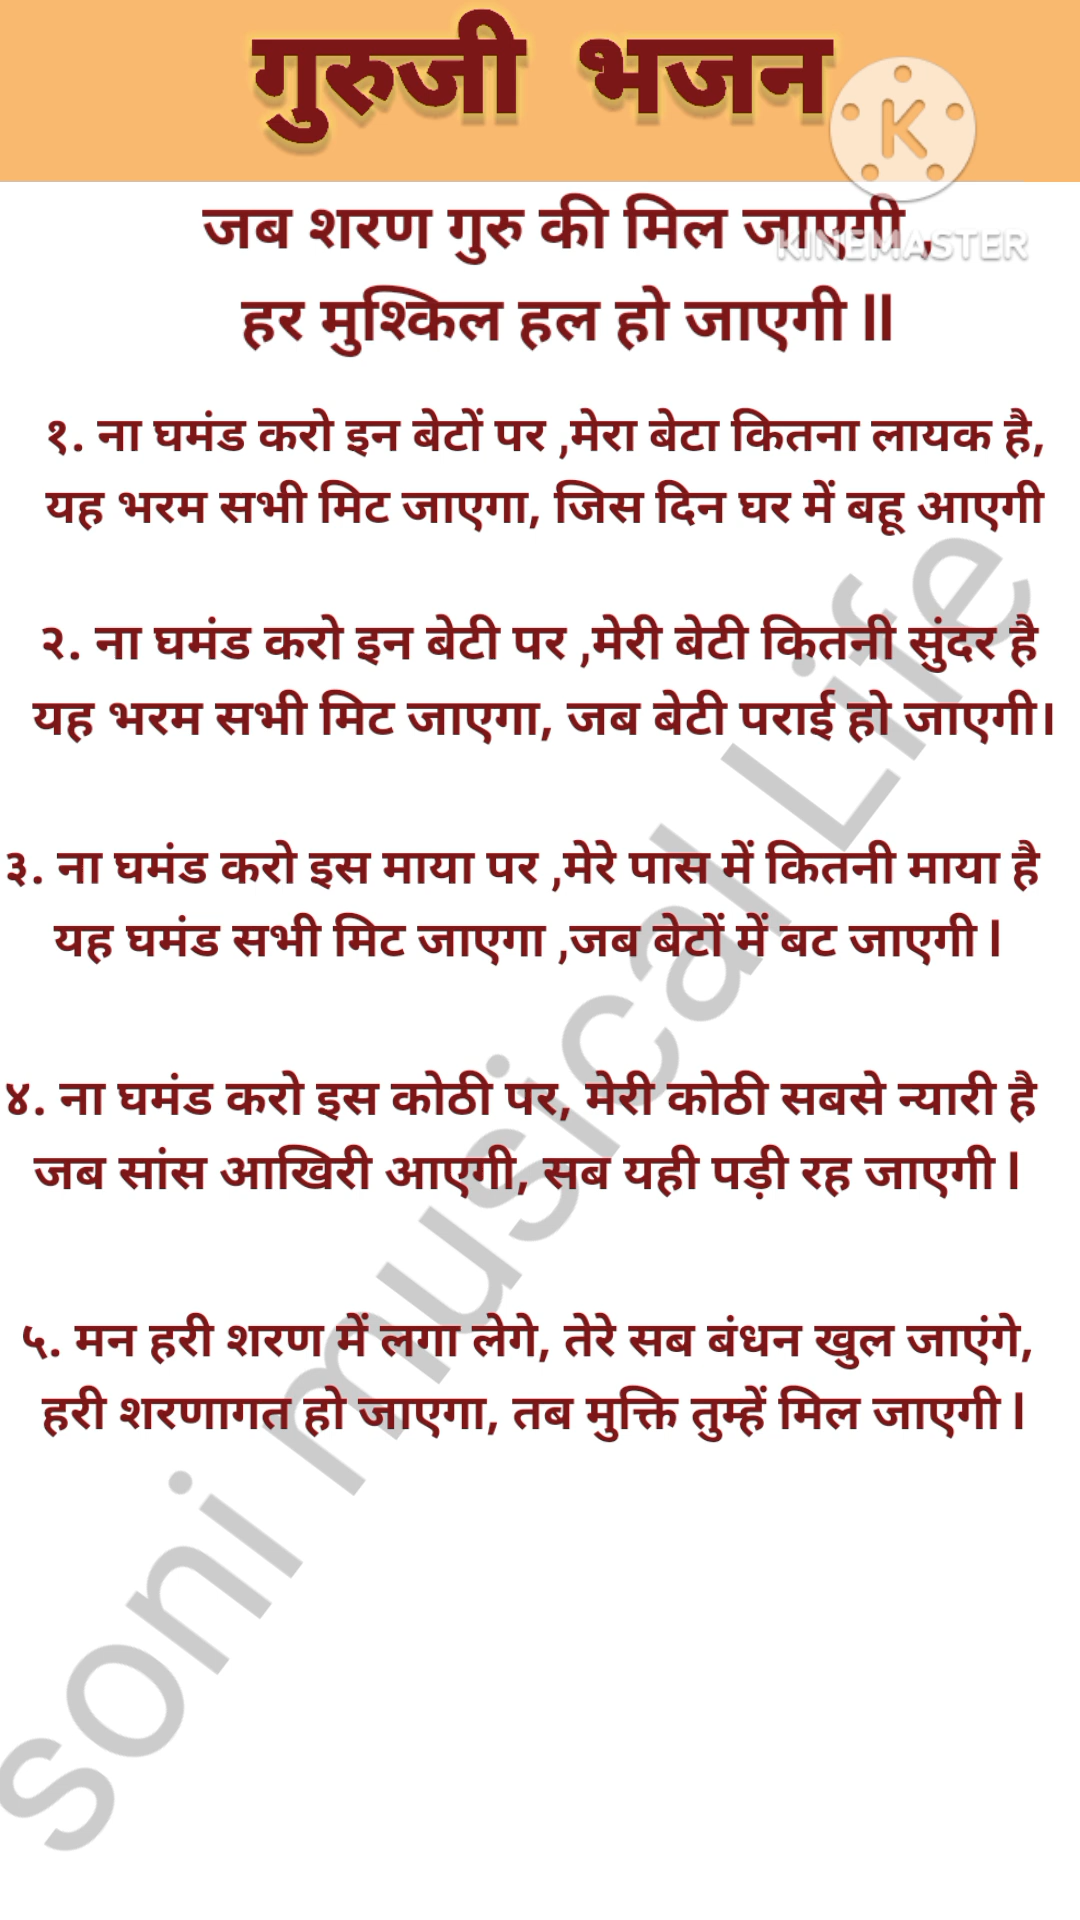 गुरुजी भजन
K
KINEMASTER
जब शरण गुरु की मिल जाएगी ,
हर मुश्किल हल हो जाएगी ll
१. ना घमंड करो इन बेटों पर ,मेरा बेटा कितना लायक है,
यह भरम सभी मिट जाएगा, जिस दिन घर में बहू आएगी
२. ना घमंड करो इन बेटी पर ,मेरी बेटी कितनी सुंदर है
यह भरम सभी मिट जाएगा, जब बेटी पराई हो जाएगी।
३. ना घमंड करो इस माया पर ,मेरे पास में कितनी माया है
यह घमंड सभी मिट जाएगा ,जब बेटों में बट जाएगी l
४. ना घमंड करो इस कोठी पर, मेरी कोठी सबसे न्यारी है
जब सांस आखिरी आएगी, सब यही पड़ी रह जाएगी l
५. मन हरी शरण में लगा लेगे, तेरे सब बंधन खुल जाएंगे,
हरी शरणागत हो जाएगा, तब मुक्ति तुम्हें मिल जाएगी l
soni musical Life